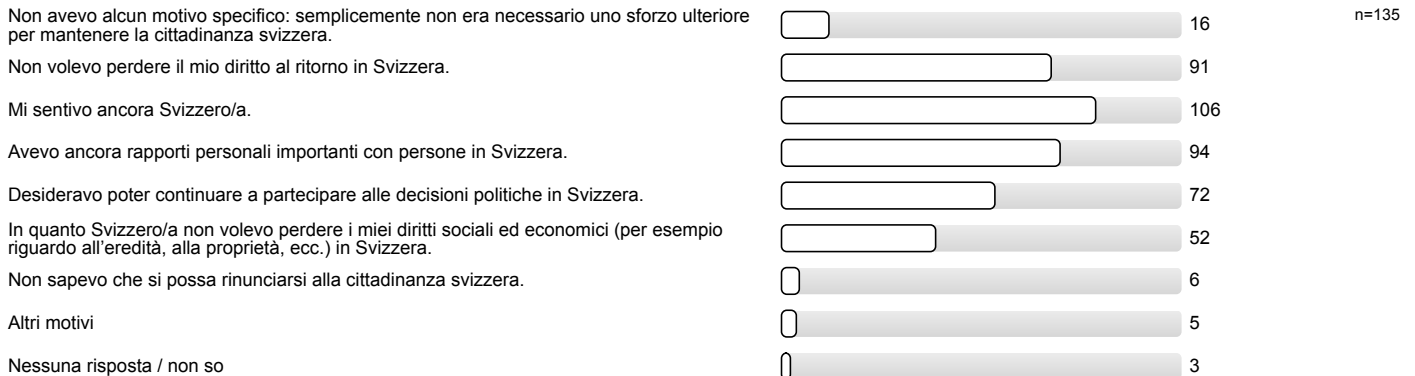 Non avevo alcun motivo specifico: semplicemente non era necessario uno sforzo ulteriore
per mantenere la cittadinanza svizzera.
16
n=135
Non volevo perdere il mio diritto al ritorno in Svizzera.
91
Mi sentivo ancora Svizzero/a.
106
Avevo ancora rapporti personali importanti con persone in Svizzera.
94
Desideravo poter continuare a partecipare alle decisioni politiche in Svizzera.
72
In quanto Svizzero/a non volevo perdere i miei diritti sociali ed economici (per esempio
riguardo all'eredità, alla proprietà, ecc.) in Svizzera.
52
Non sapevo che si possa rinunciarsi alla cittadinanza svizzera.
6
Altri motivi
5
Nessuna risposta / non so
3